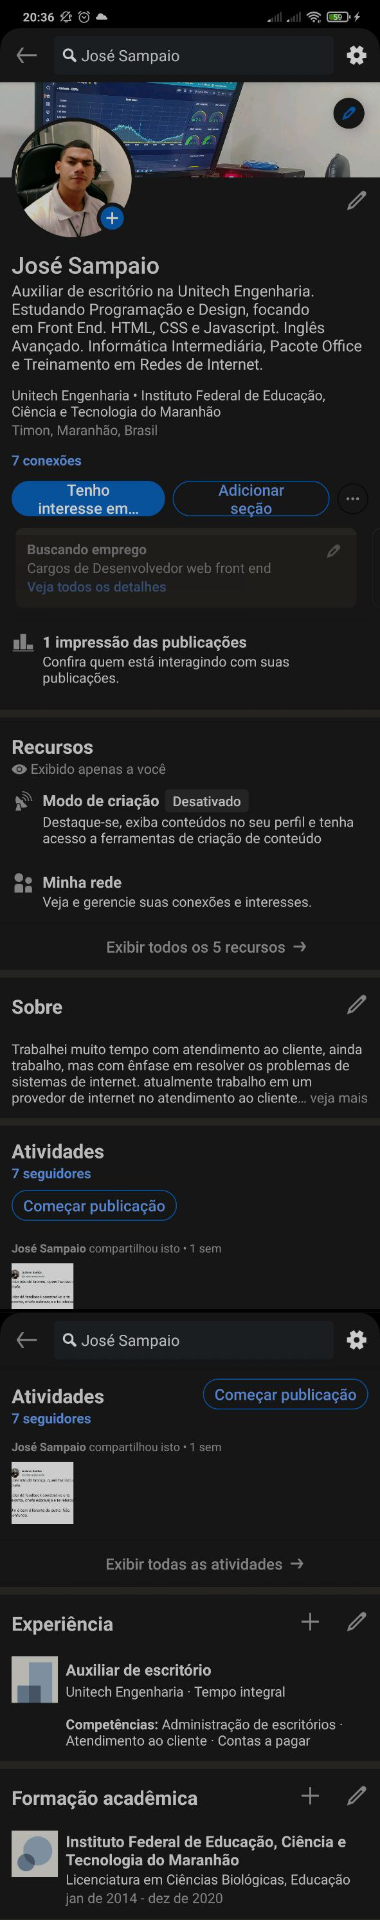 20:36
59
José Sampaio
José Sampaio
Auxiliar de escritório na Unitech Engenharia.
Estudando Programação e Design, focando
em Front End. HTML, CSS e Javascript. Inglês
Avançado. Informática Intermediária, Pacote Office
e Treinamento em Redes de Internet.
Unitech Engenharia • Instituto Federal de Educação,
Ciência e Tecnologia do Maranhão
Timon, Maranhão, Brasil
7 conexões
Tenho
interesse em...
Adicionar
seção
Buscando emprego
Cargos de Desenvolvedor web front end
Veja todos os detalhes
1 impressão das publicações
Confira quem está interagindo com suas
publicações.
Recursos
Exibido apenas a você
Modo de criação Desativado
Destaque-se, exiba conteúdos no seu perfil e tenha
acesso a ferramentas de criação de conteúdo
Minha rede
Veja e gerencie suas conexões e interesses.
Exibir todos os 5 recursos →
Sobre
Trabalhei muito tempo com atendimento ao cliente, ainda
trabalho, mas com ênfase em resolver os problemas de
sistemas de internet. atualmente trabalho em um
provedor de internet no atendimento ao cliente... veja mais
Atividades
7 seguidores
Começar publicação
José Sampaio compartilhou isto • 1 sem
José Sampaio
Atividades
Começar publicação
7 seguidores
José Sampaio compartilhou isto • 1 sem
Exibir todas as atividades →
Experiência
Auxiliar de escritório
Unitech Engenharia · Tempo integral
Competências: Administração de escritórios ·
Atendimento ao cliente · Contas a pagar
Formação acadêmica
Instituto Federal de Educação, Ciência e
Tecnologia do Maranhão
Licenciatura em Ciências Biológicas, Educação
jan de 2014 - dez de 2020